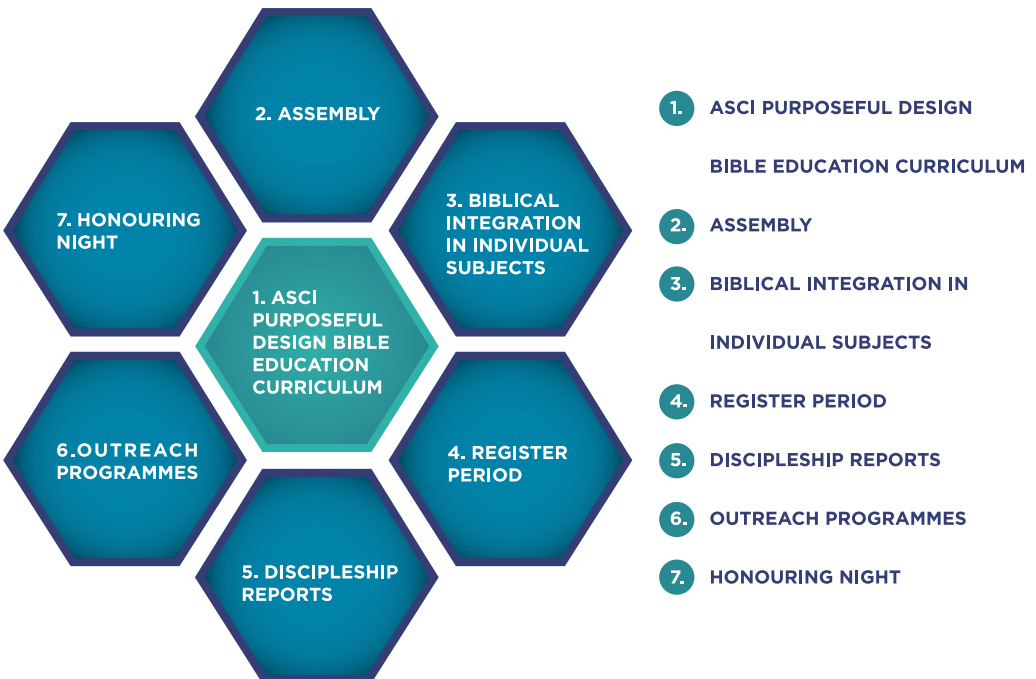 2. ASSEMBLY
7. HONOURING
NIGHT
3. BIBLICAL
INTEGRATION
IN INDIVIDUAL
SUBJECTS
1. ASCl
PURPOSEFUL
DESIGN BIBLE
EDUCATION
CURRICULUM
6.OUTREACH
PROGRAMMES
4. REGISTER
PERIOD
5. DISCIPLESHIP
REPORTS
1. ASCl PURPOSEFUL DESIGN
BIBLE EDUCATION CURRICULUM
2. ASSEMBLY
3. BIBLICAL INTEGRATION IN
INDIVIDUAL SUBJECTS
4. REGISTER PERIOD
5. DISCIPLESHIP REPORTS
6. OUTREACH PROGRAMMES
7. HONOURING NIGHT